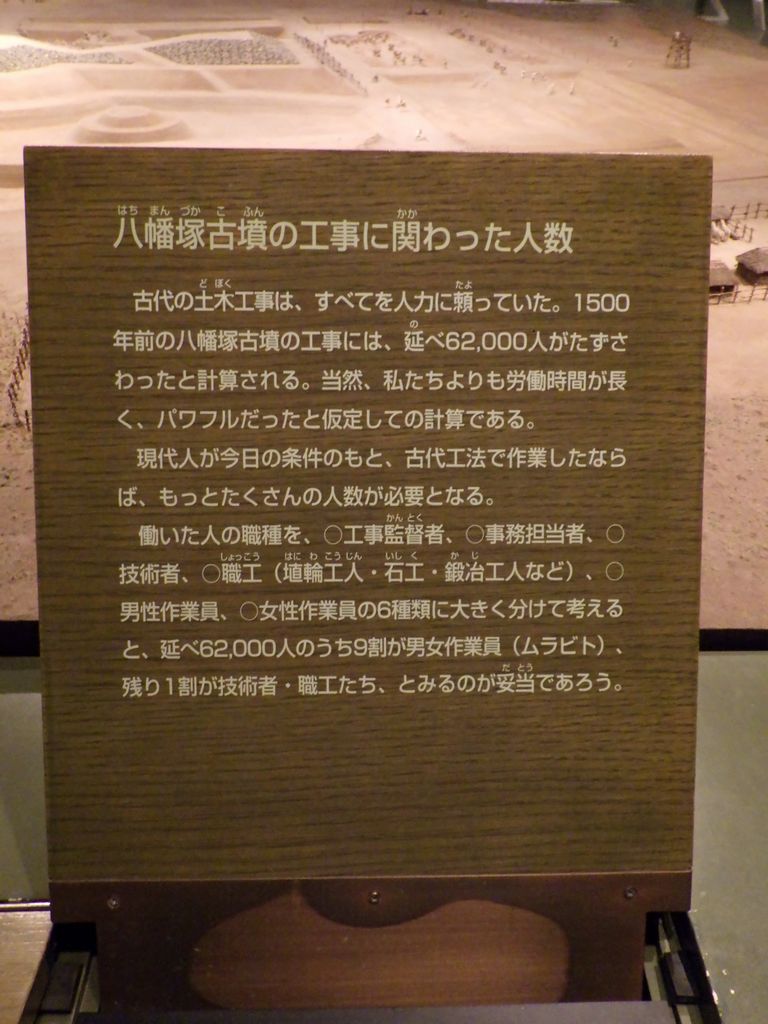 八幡塚古墳の工事に関わった人数
古代の土木工事は、すべてを人力に頼っていた。1500
年前の八幡塚古墳の工事には、延べ62,000人がたずさ
わったと計算される。当然、私たちよりも労働時間が長
く、パワフルだったと仮定しての計算である。
現代人が今日の条件のもと、古代工法で作業したなら
ば、もっとたくさんの人数が必要となる。
働いた人の職種を、○工事監督者、○事務担当者、○
技術者、○職工（埴輪工人・石工・鍛冶工人など）、○
男性作業員、○女性作業員の6種類に大きく分けて考える
と、延べ62,000人のうち9割が男女作業員（ムラビト）、
残り1割が技術者・職工たち、とみるのが妥当であろう。